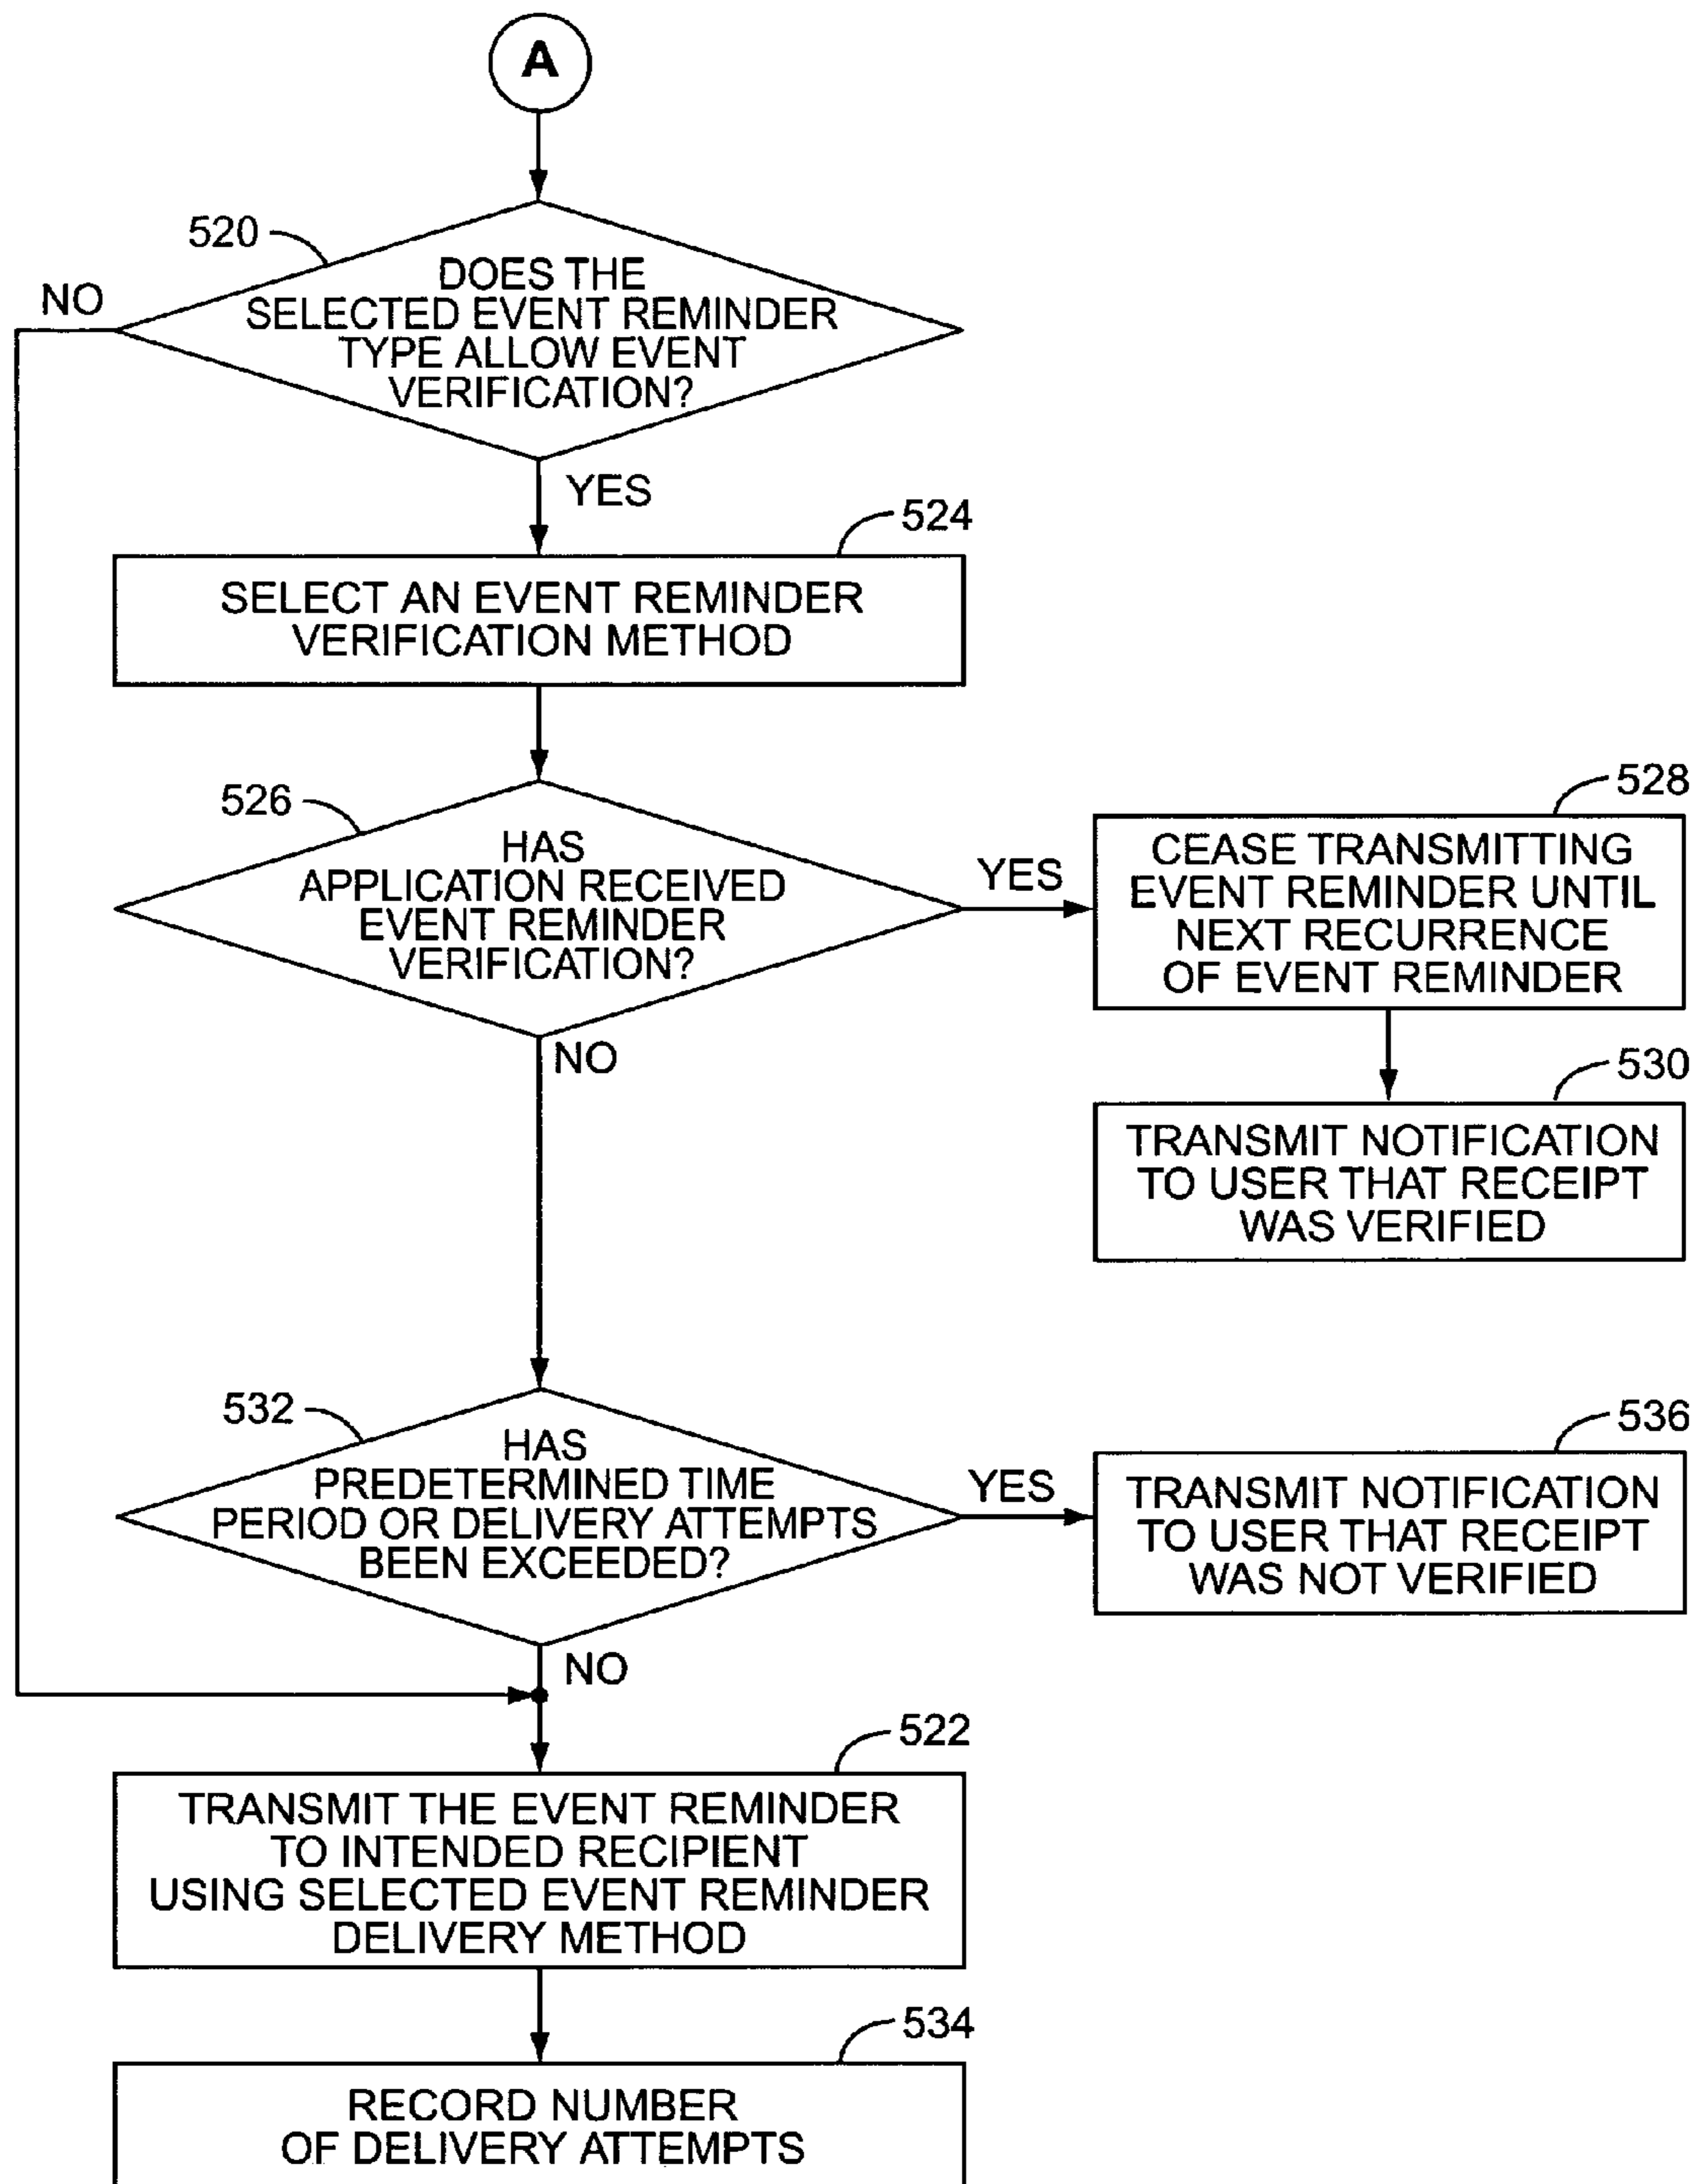 A
520
NO
DOES THE
SELECTED EVENT REMINDER
TYPE ALLOW EVENT
VERIFICATION?
YES
524
SELECT AN EVENT REMINDER
VERIFICATION METHOD
526
HAS
APPLICATION RECEIVED
EVENT REMINDER
VERIFICATION?
YES
528
CEASE TRANSMITTING
EVENT REMINDER UNTIL
NEXT RECURRENCE
OF EVENT REMINDER
NO
530
TRANSMIT NOTIFICATION
TO USER THAT RECEIPT
WAS VERIFIED
532
HAS
PREDETERMINED TIME
PERIOD OR DELIVERY ATTEMPTS
BEEN EXCEEDED?
YES
536
TRANSMIT NOTIFICATION
TO USER THAT RECEIPT
WAS NOT VERIFIED
NO
522
TRANSMIT THE EVENT REMINDER
TO INTENDED RECIPIENT
USING SELECTED EVENT REMINDER
DELIVERY METHOD
534
RECORD NUMBER
OF DELIVERY ATTEMPTS